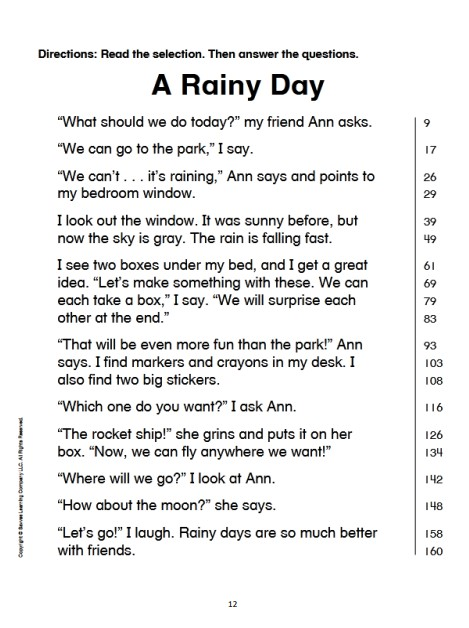 Directions: Read the selection. Then answer the questions.
A Rainy Day
“What should we do today?” my friend Ann asks. 9
“We can go to the park,” I say. 17
“We can’t . . . it’s raining,” Ann says and points to 26
my bedroom window. 29
I look out the window. It was sunny before, but 39
now the sky is gray. The rain is falling fast. 49
I see two boxes under my bed, and I get a great 61
idea. “Let’s make something with these. We can 69
each take a box,” I say. “We will surprise each 79
other at the end.” 83
“That will be even more fun than the park!” Ann 93
says. I find markers and crayons in my desk. I 103
also find two big stickers. 108
“Which one do you want?” I ask Ann. 116
“The rocket ship!” she grins and puts it on her 126
box. “Now, we can fly anywhere we want!” 134
“Where will we go?” I look at Ann. 142
“How about the moon?” she says. 148
“Let’s go!” I laugh. Rainy days are so much better 158
with friends. 160
Copyright © Savvas Learning Company LLC. All Rights Reserved.
12